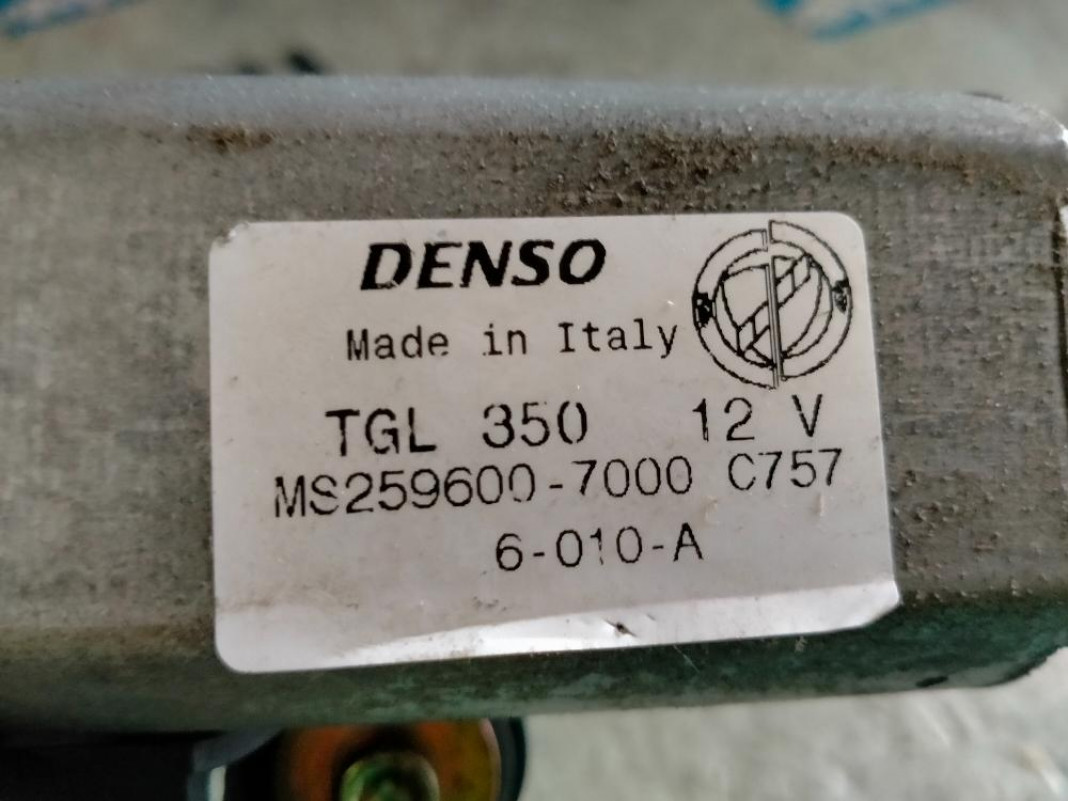 DENSO
Made in Italy
TGL 350 12 V
MS259600-7000 C757
6-010-A